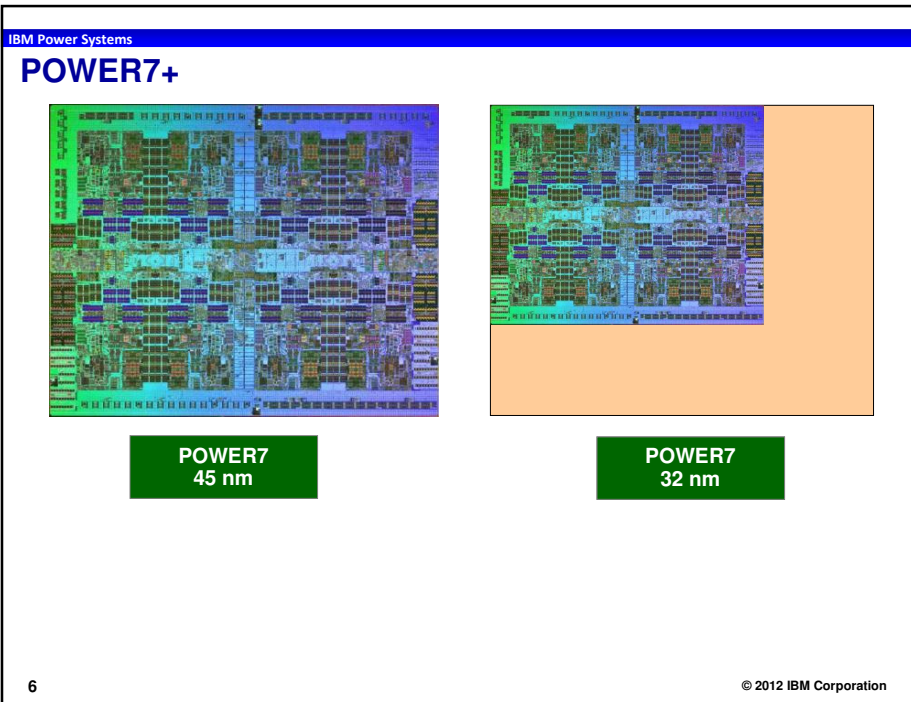 IBM Power Systems
POWER7+
POWER7
45 nm
POWER7
32 nm
6
© 2012 IBM Corporation